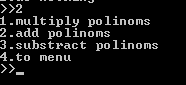 >>2
1.multiply polinoms
2.add polinoms
3.substract polinoms
4.to menu
>>_